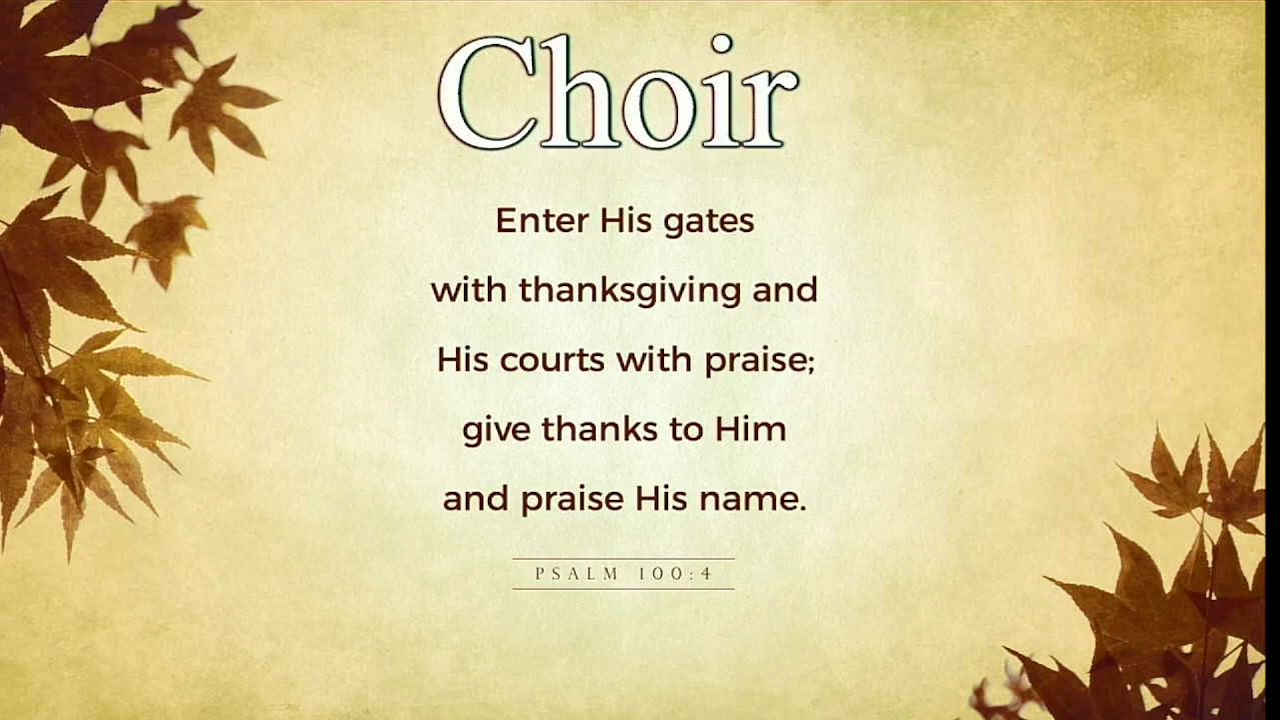 Choir
Enter His gates
with thanksgiving and
His courts with praise;
give thanks to Him
and praise His name.
PSALM 100:4